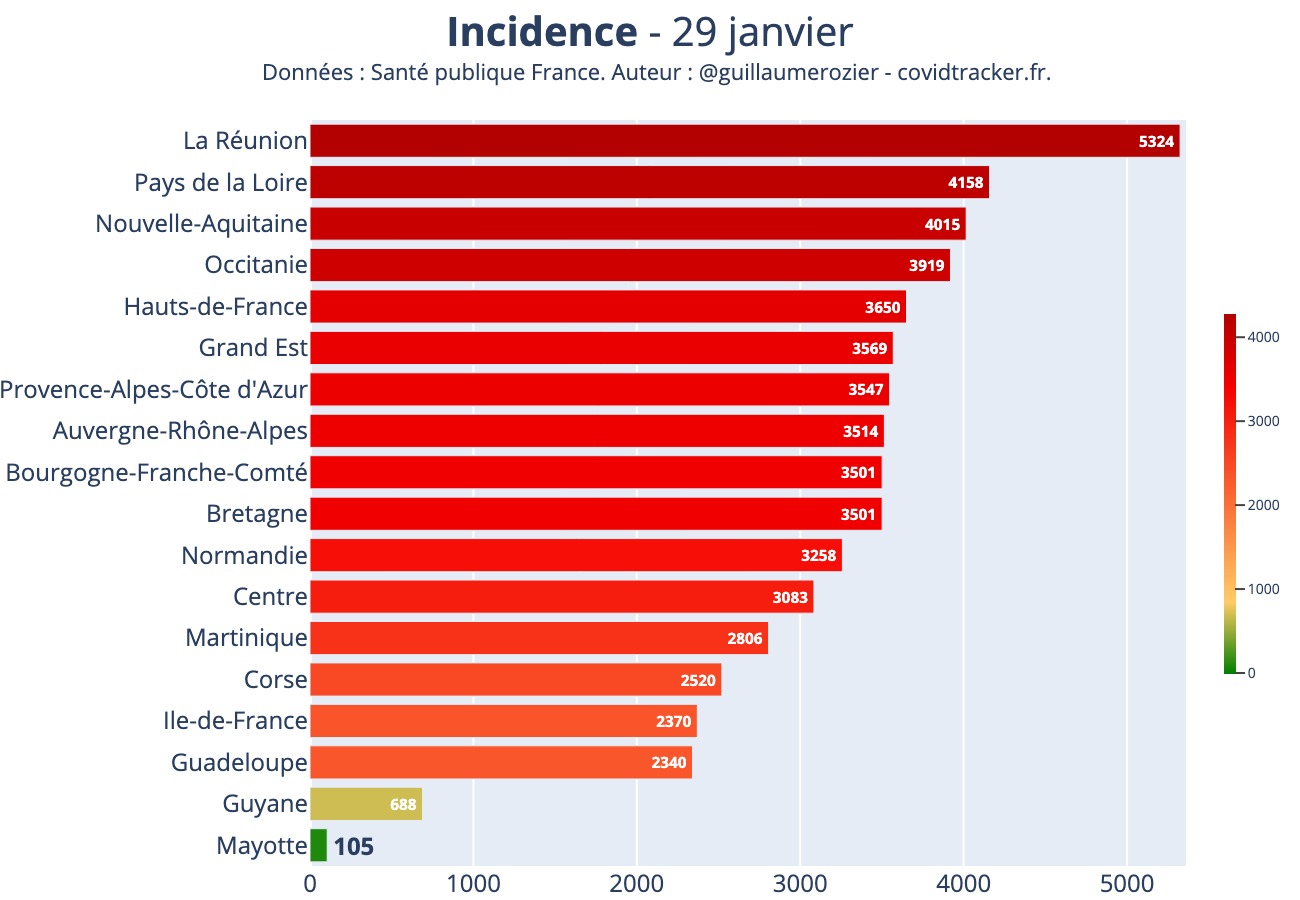 Incidence - 29 janvier
Données : Santé publique France. Auteur : @guillaumerozier - covidtracker.fr.
La Réunion 5324
Pays de la Loire 4158
Nouvelle-Aquitaine 4015
Occitanie 3919
Hauts-de-France 3650
Grand Est 3569
Provence-Alpes-Côte d'Azur 3547
Auvergne-Rhône-Alpes 3514
Bourgogne-Franche-Comté 3501
Bretagne 3501
Normandie 3258
Centre 3083
Martinique 2806
Corse 2520
Ile-de-France 2370
Guadeloupe 2340
Guyane 688
Mayotte 105
0 1000 2000 3000 4000 5000
4000
3000
2000
1000
0